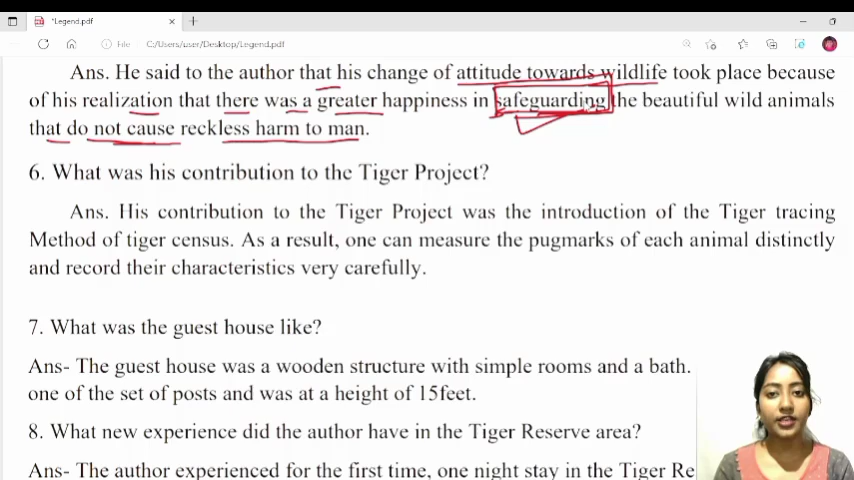 *Legend.pdf
File
C:/Users/user/Desktop/Legend.pdf
Ans. He said to the author that his change of attitude towards wildlife took place because
of his realization that there was a greater happiness in safeguarding the beautiful wild animals
that do not cause reckless harm to man.
6. What was his contribution to the Tiger Project?
Ans. His contribution to the Tiger Project was the introduction of the Tiger tracing
Method of tiger census. As a result, one can measure the pugmarks of each animal distinctly
and record their characteristics very carefully.
7. What was the guest house like?
Ans- The guest house was a wooden structure with simple rooms and a bath.
one of the set of posts and was at a height of 15feet.
8. What new experience did the author have in the Tiger Reserve area?
Ans- The author experienced for the first time, one night stay in the Tiger Re